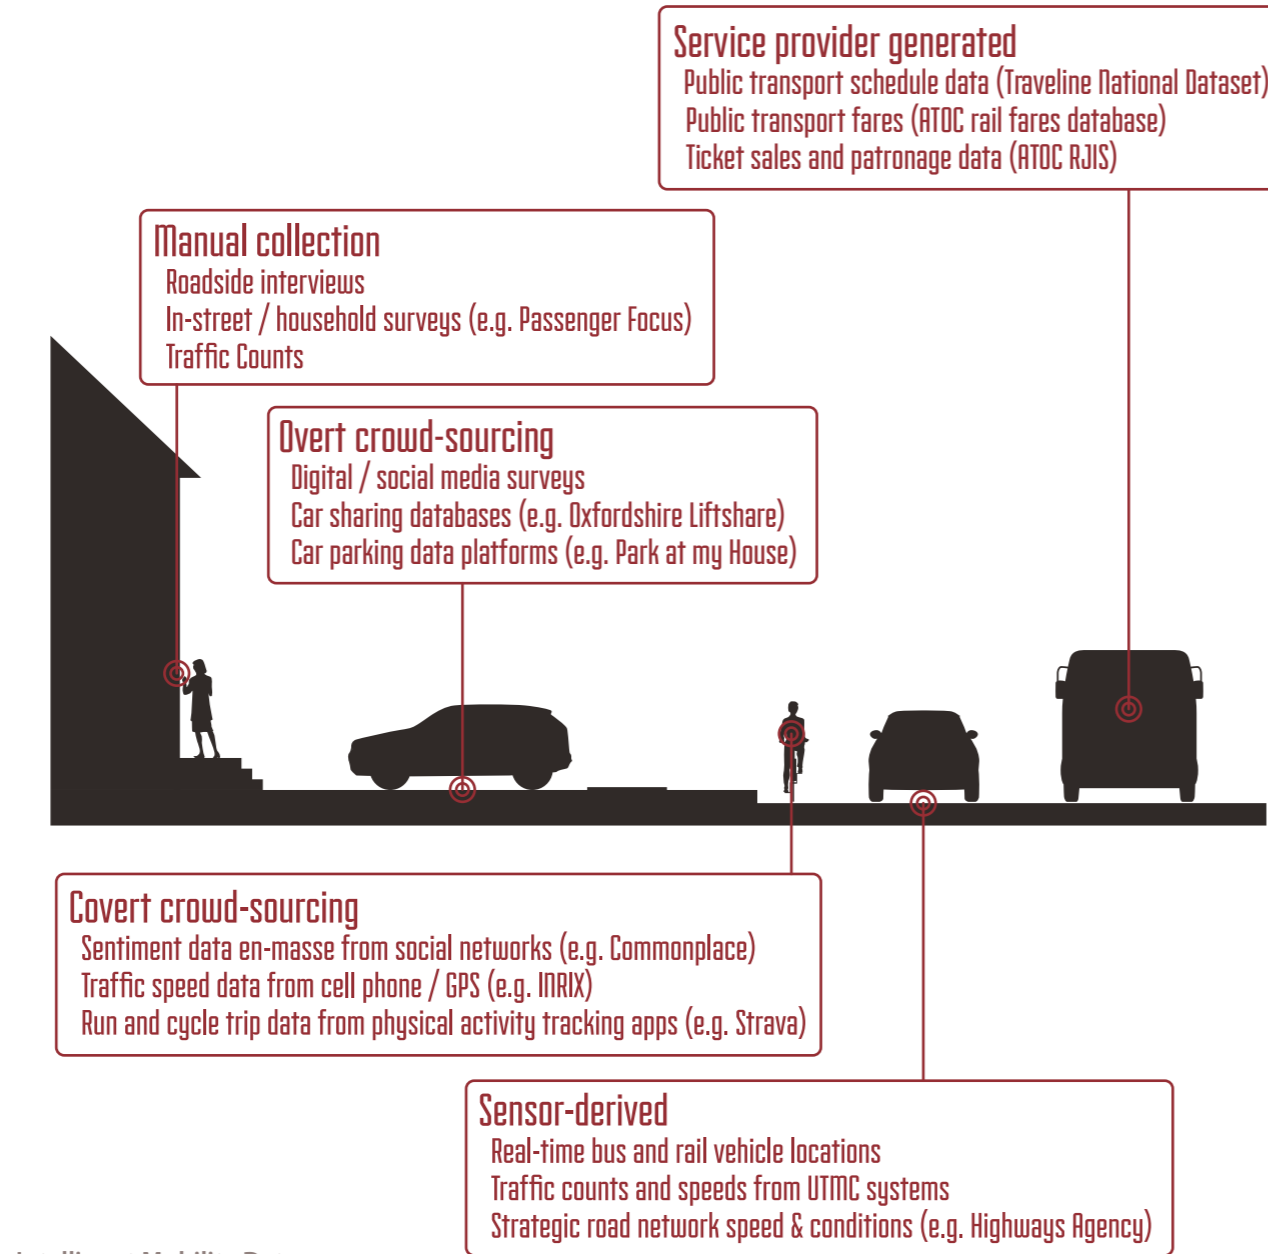 Service provider generated
Public transport schedule data (Traveline National Dataset)
Public transport fares (ATOC rail fares database)
Ticket sales and patronage data (ATOC RJIS)
Manual collection
Roadside interviews
In-street / household surveys (e.g. Passenger Focus)
Traffic Counts
Overt crowd-sourcing
Digital / social media surveys
Car sharing databases (e.g. Oxfordshire Liftshare)
Car parking data platforms (e.g. Park at my House)
Covert crowd-sourcing
Sentiment data en-masse from social networks (e.g. Commonplace)
Traffic speed data from cell phone / GPS (e.g. INRIX)
Run and cycle trip data from physical activity tracking apps (e.g. Strava)
Sensor-derived
Real-time bus and rail vehicle locations
Traffic counts and speeds from UTMC systems
Strategic road network speed & conditions (e.g. Highways Agency)